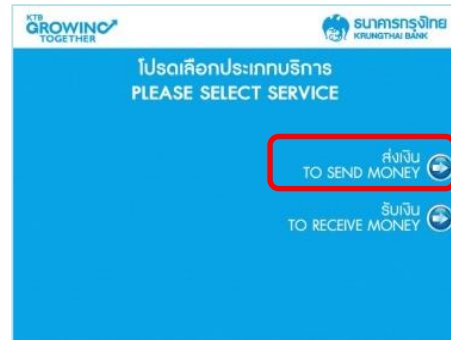 KTB
GROWING
TOGETHER
ธนาคารกรุงไทย
KRUNGTHAI BANK
โปรดเลือกประเภทบริการ
PLEASE SELECT SERVICE
ส่งเงิน
TO SEND MONEY
รับเงิน
TO RECEIVE MONEY